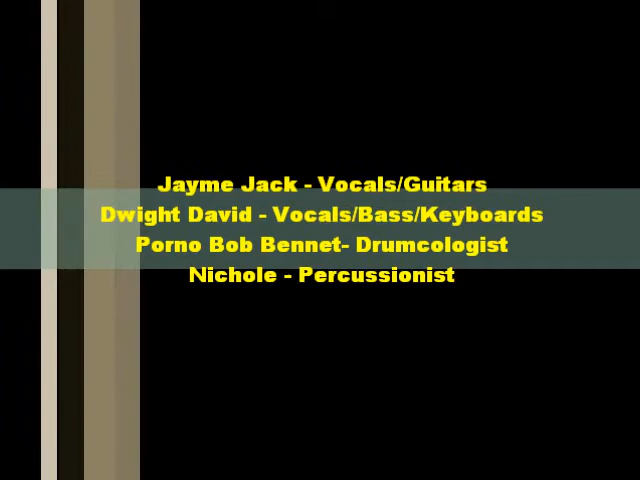 Jayme Jack - Vocals/Guitars
Dwight David - Vocals/Bass/Keyboards
Porno Bob Bennet- Drumcologist
Nichole - Percussionist